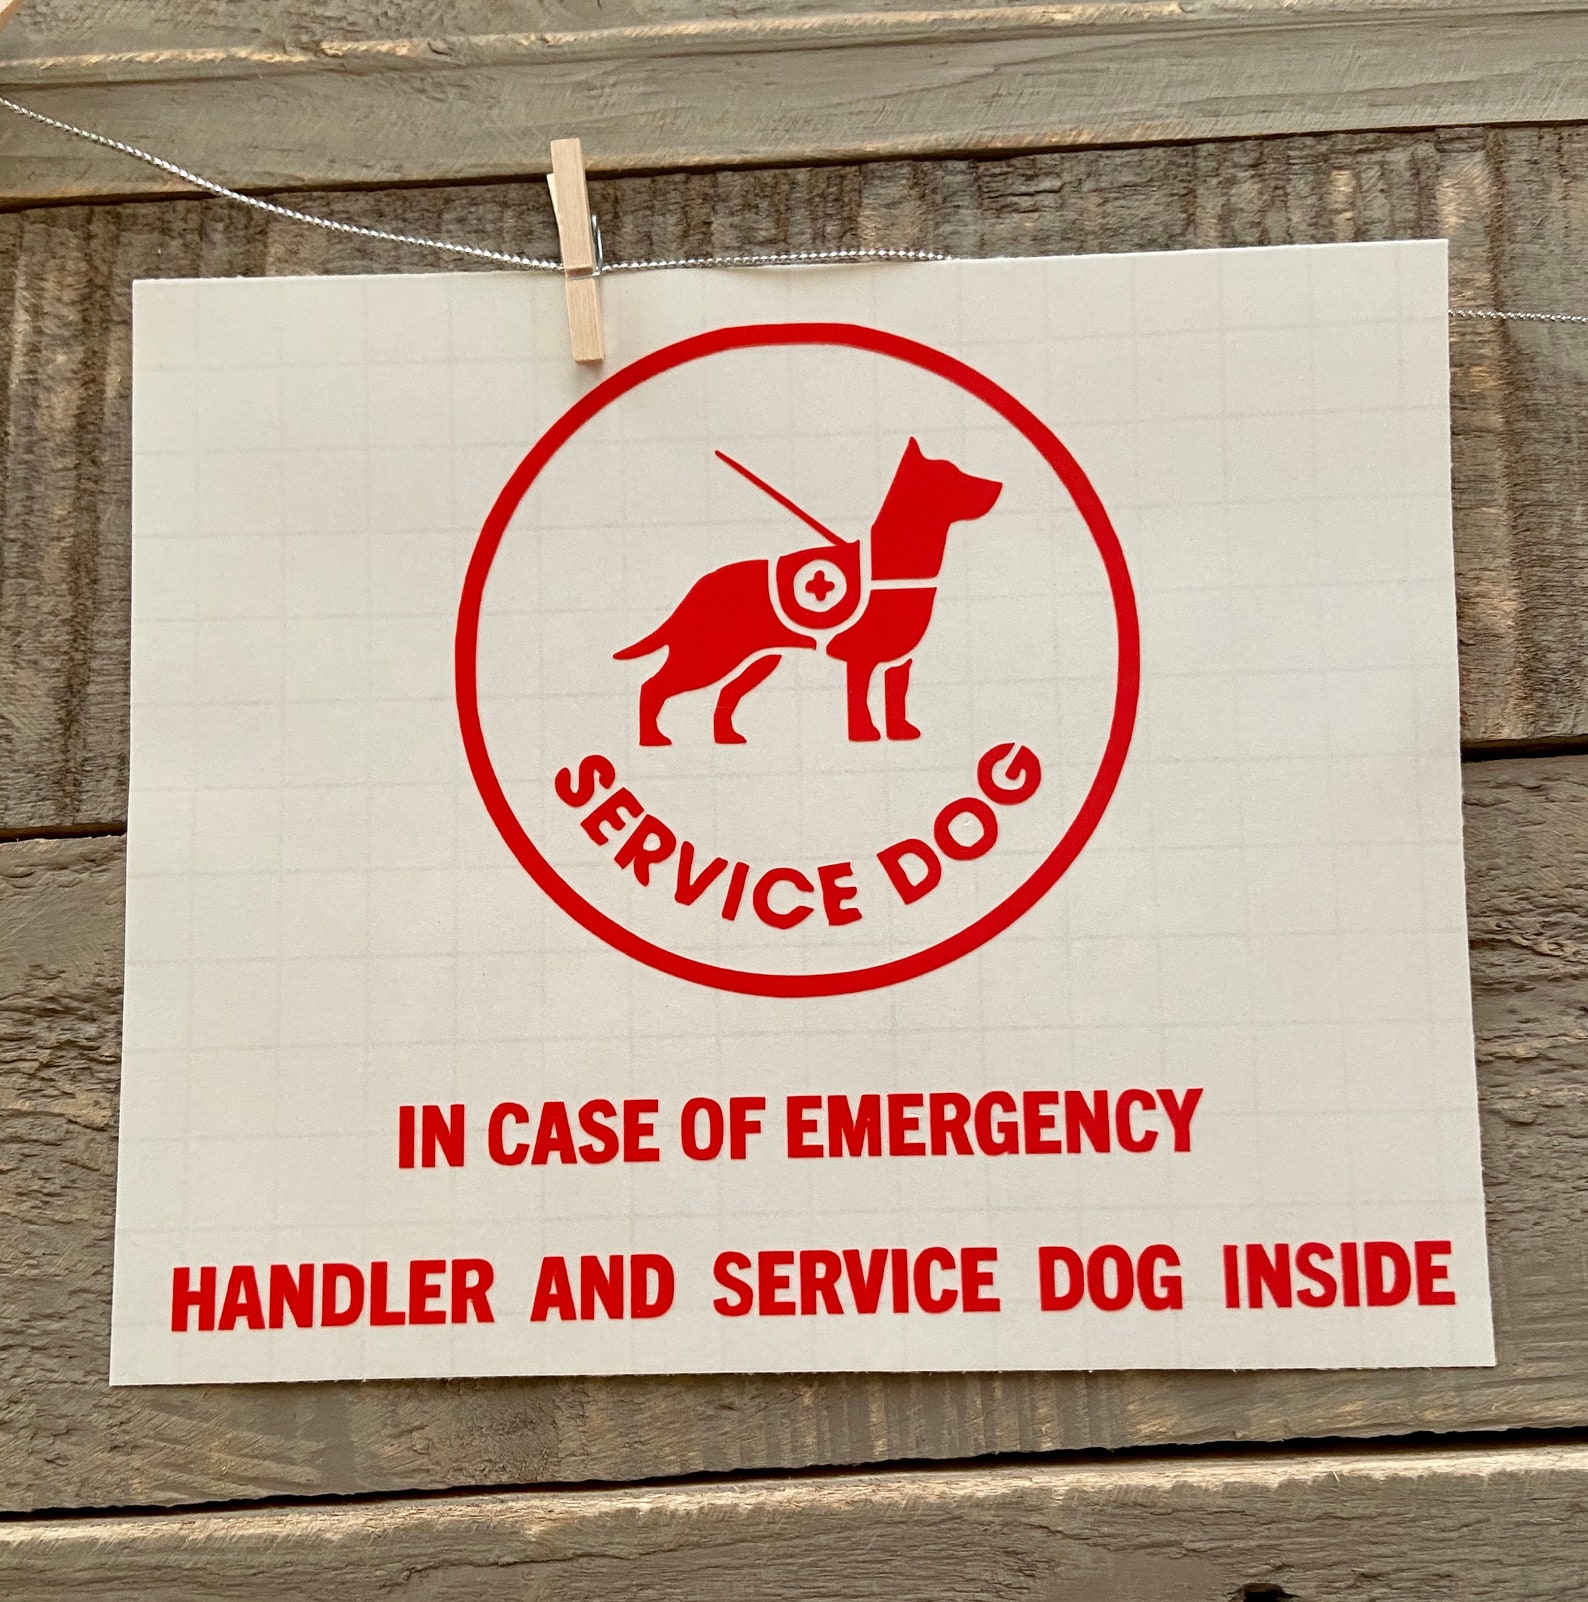 SERVICE DOG
IN CASE OF EMERGENCY
HANDLER AND SERVICE DOG INSIDE